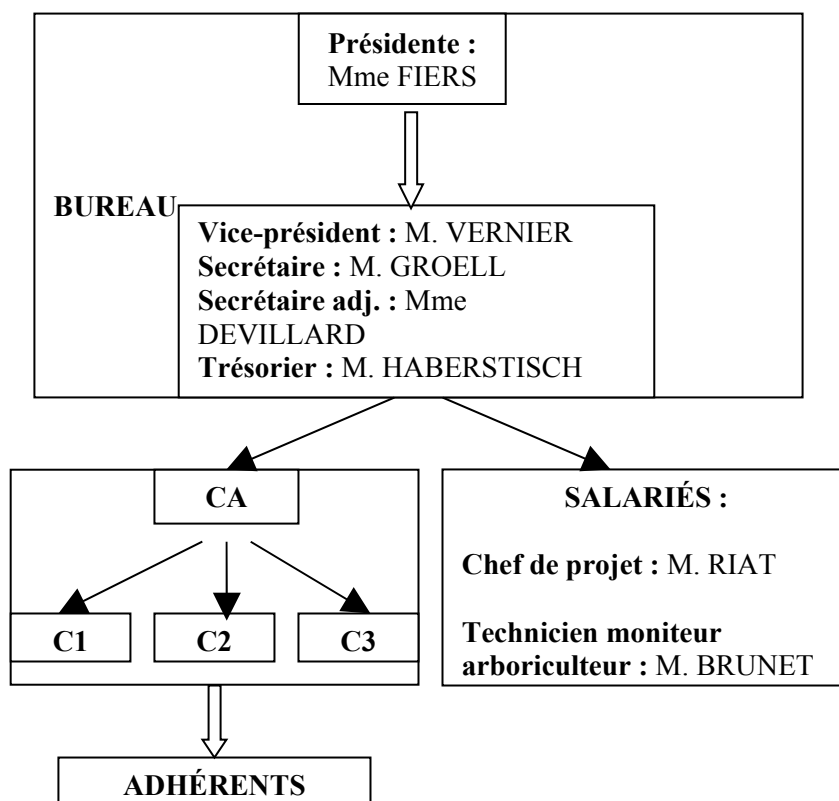 Présidente :
Mme FIERS
BUREAU
Vice-président : M. VERNIER
Secrétaire : M. GROELL
Secrétaire adj. : Mme
DEVILLARD
Trésorier : M. HABERSTISCH
CA
C1
C2
C3
SALARIÉS :
Chef de projet : M. RIAT
Technicien moniteur
arboriculteur : M. BRUNET
ADHÉRENTS